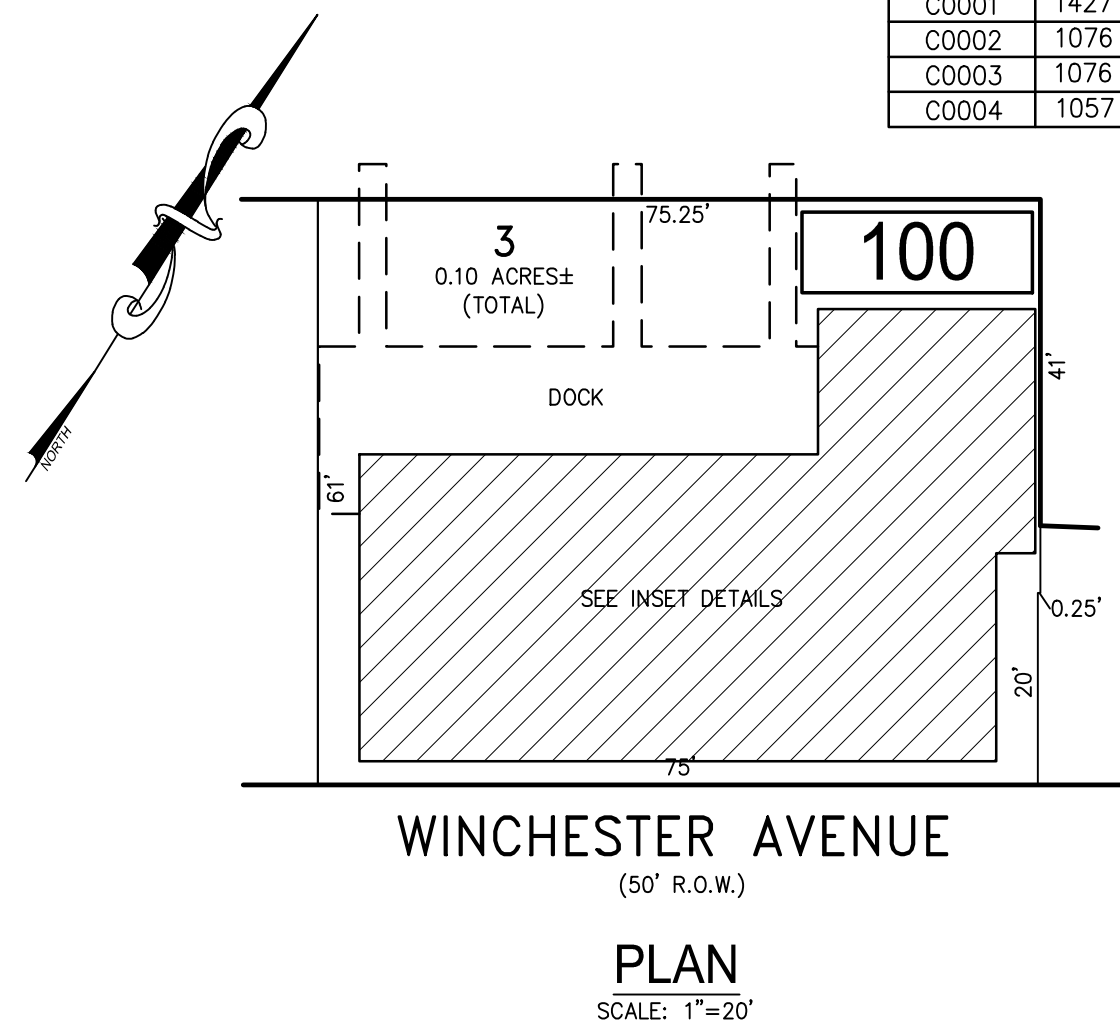 C0001 1427
C0002 1076
C0003 1076
C0004 1057
75.25'
3
0.10 ACRES±
(TOTAL)
100
41'
DOCK
NORTH
61'
SEE INSET DETAILS
0.25'
20'
75'
WINCHESTER AVENUE
(50' R.O.W.)
PLAN
SCALE: 1"=20'